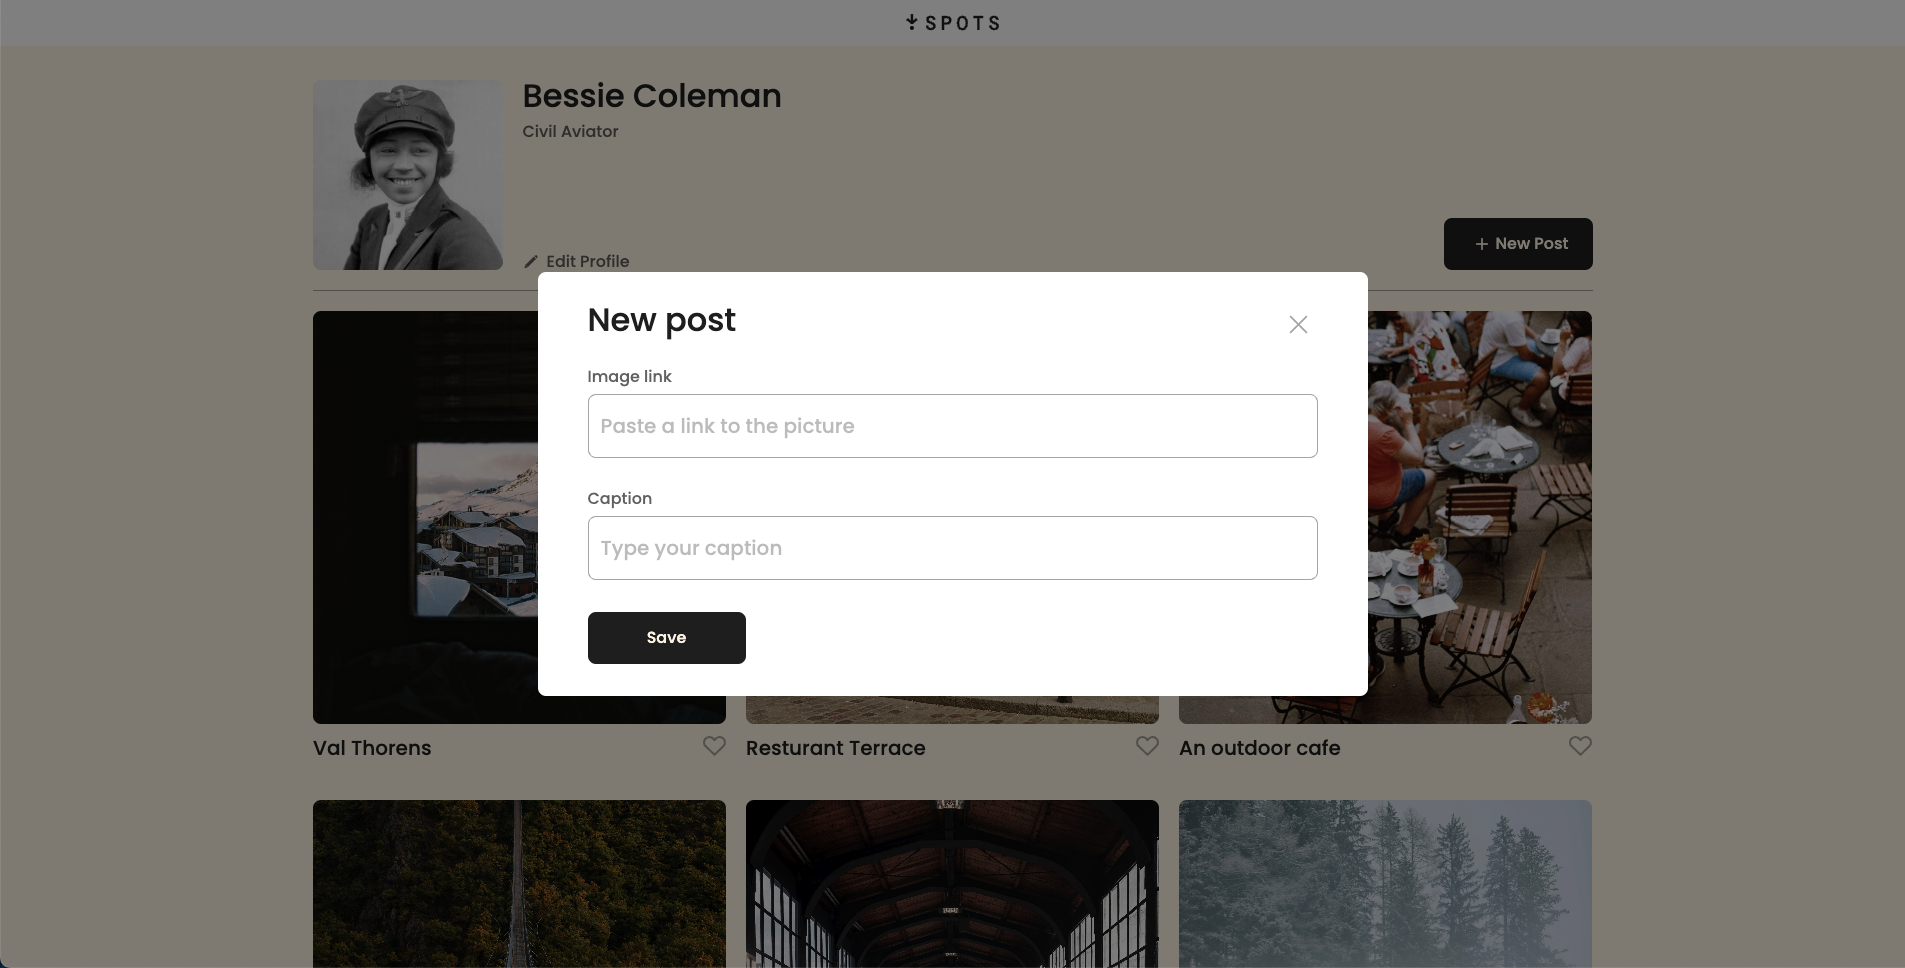 SPOTS
Bessie Coleman
Civil Aviator
Edit Profile
+ New Post
New post
Image link
Paste a link to the picture
Caption
Type your caption
Save
Val Thorens
Resturant Terrace
An outdoor cafe